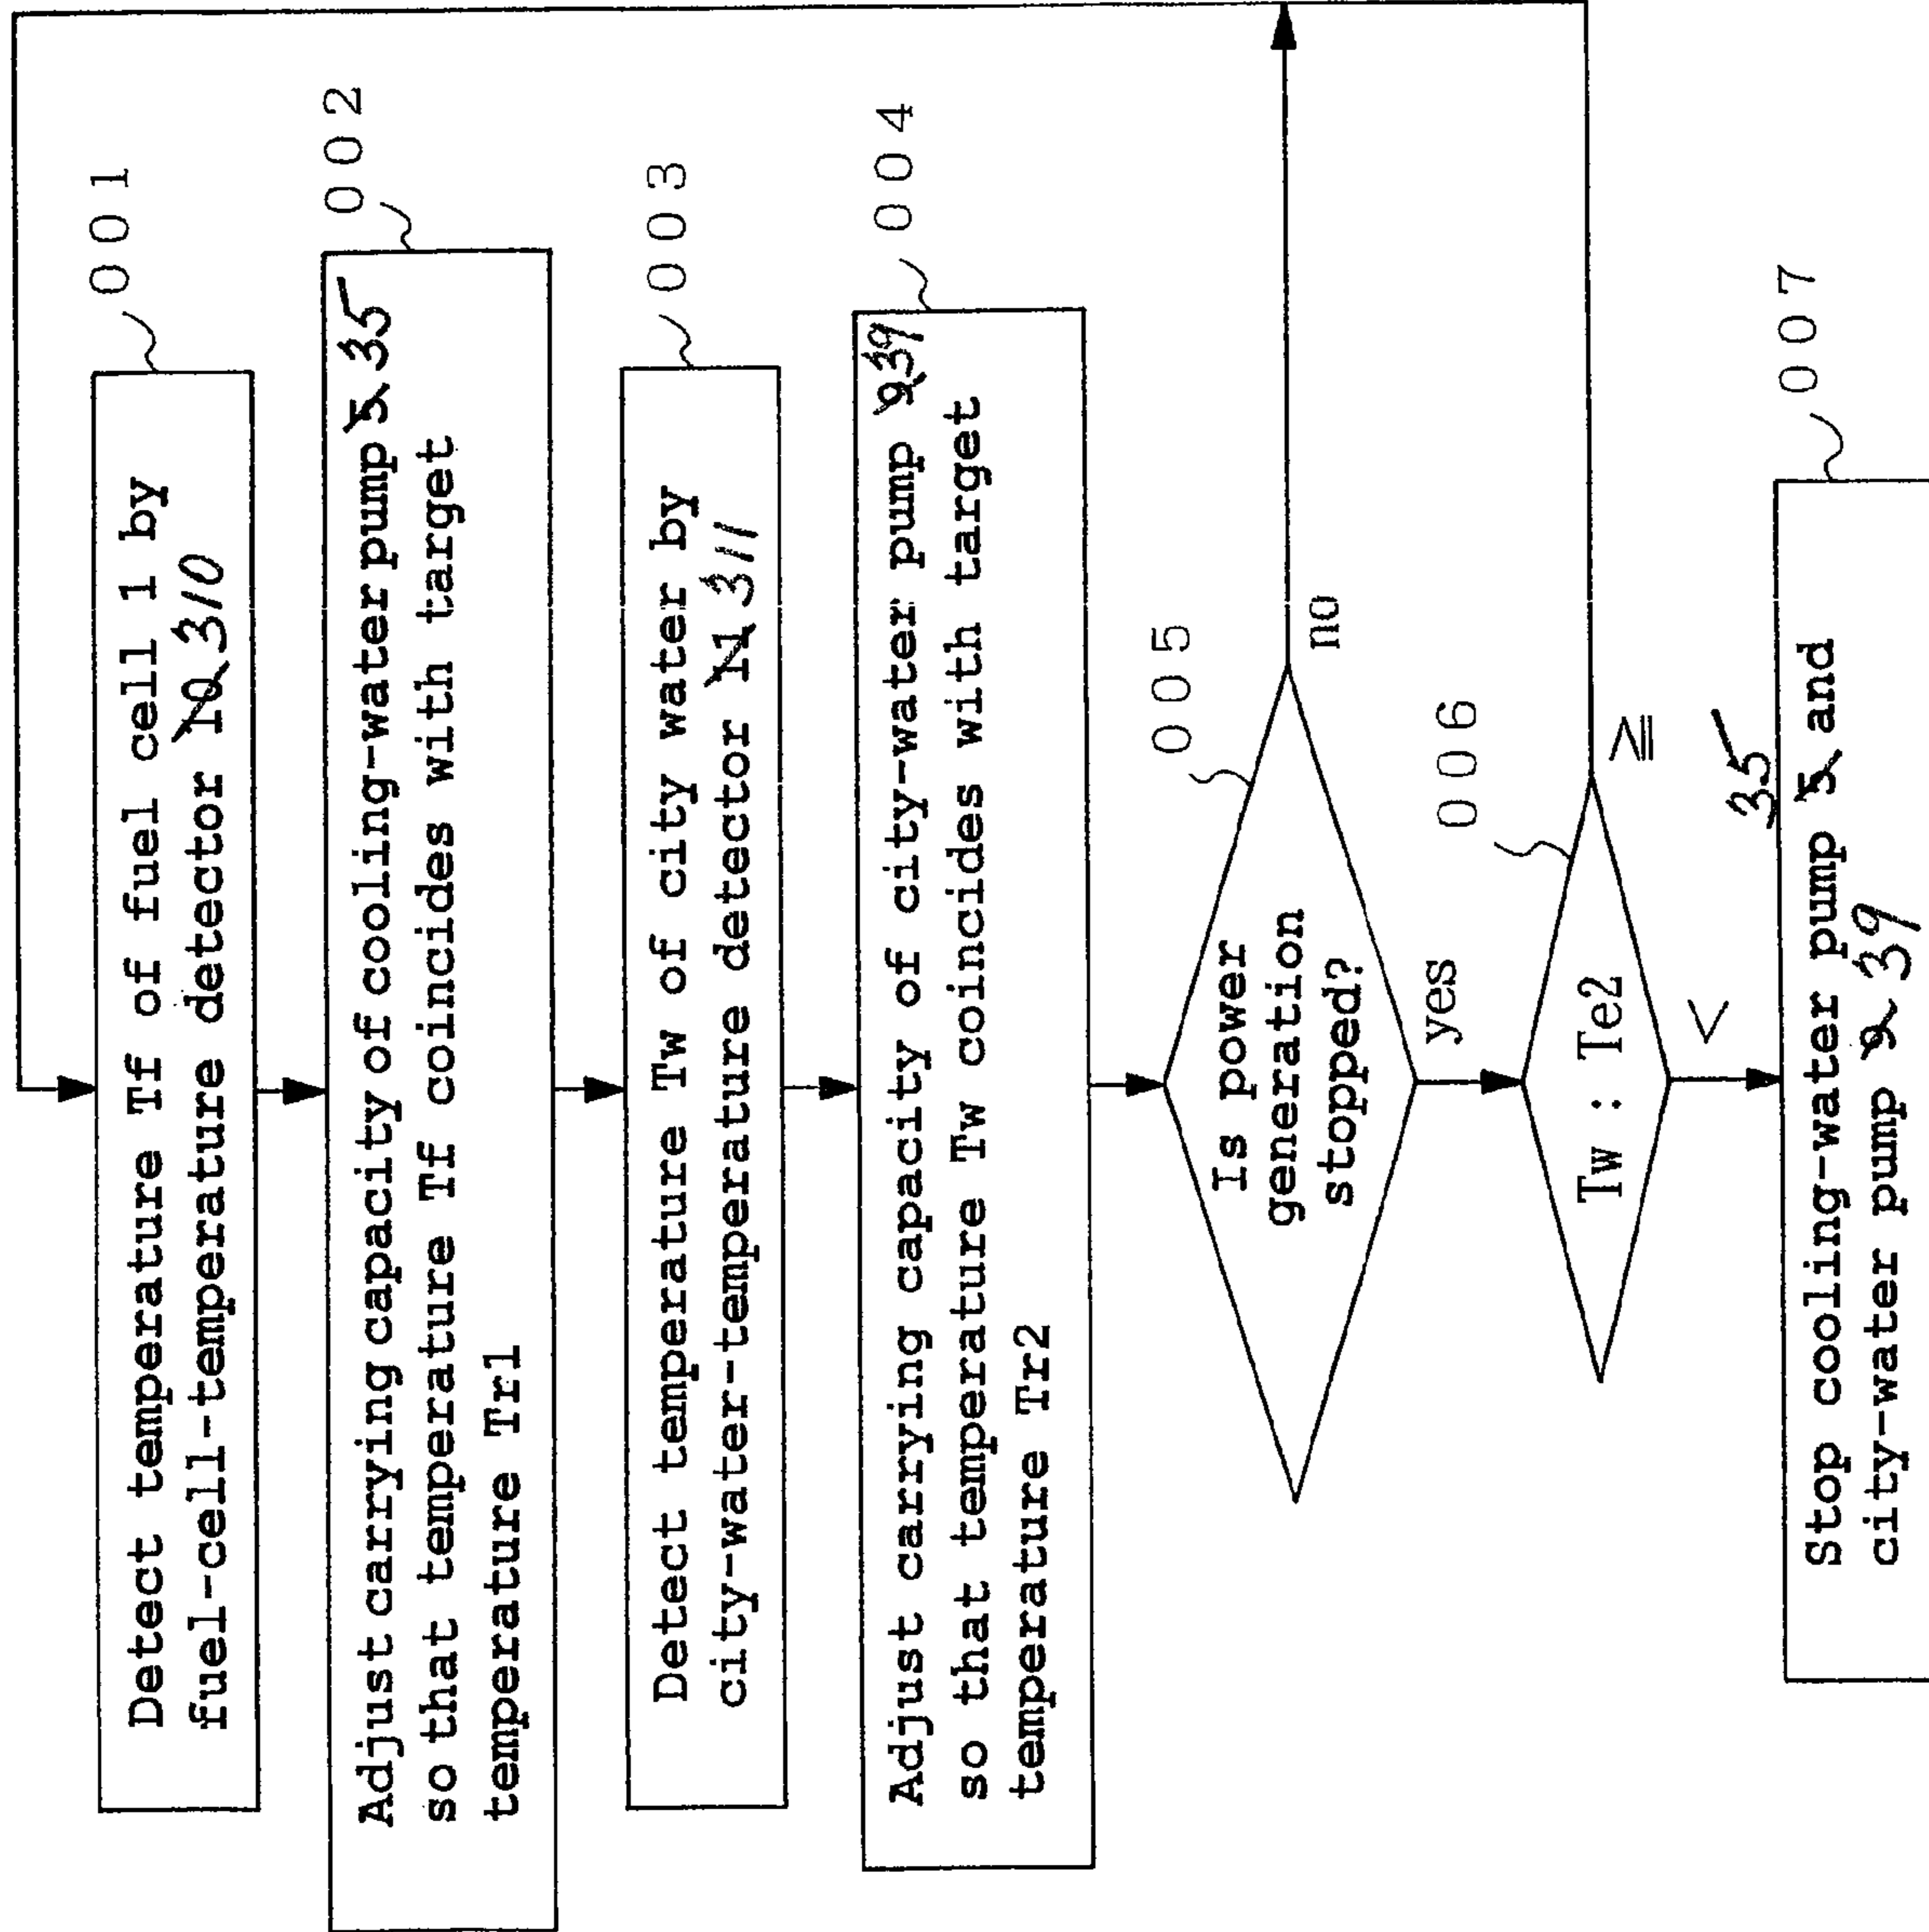 001
Detect temperature Tf of fuel cell 1 by
fuel-cell-temperature detector 10 310
002
Adjust carrying capacity of cooling-water pump 5 35
so that temperature Tf coincides with target
temperature Tr1
003
Detect temperature Tw of city water by
city-water-temperature detector 11 311
004
Adjust carrying capacity of city-water pump 9 39
so that temperature Tw coincides with target
temperature Tr2
005
Is power
generation
stopped?
no
yes
006
Tw : Te2
≧
<
007
35
Stop cooling-water pump 5 and
city-water pump 9 39